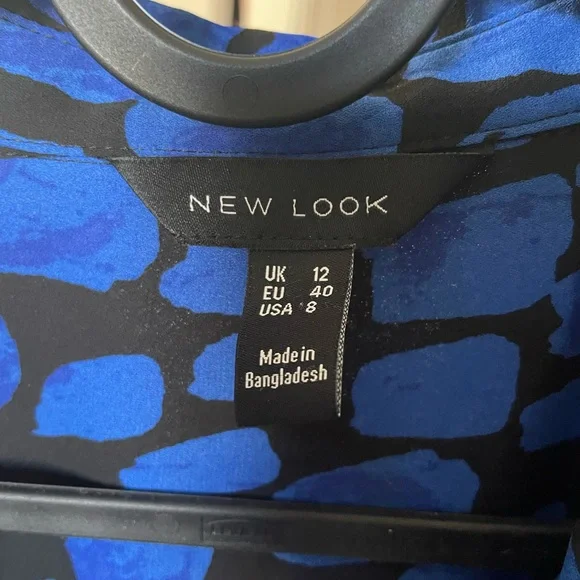 NEW LOOK
UK 12
EU 40
USA 8
Made in
Bangladesh